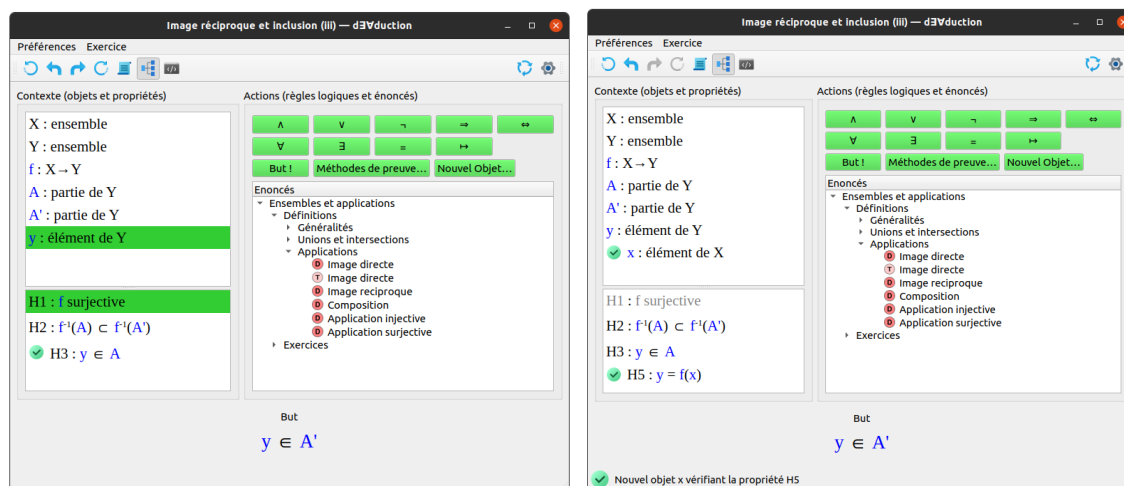 Image réciproque et inclusion (iii) — d∃∀duction
Préférences Exercice
Contexte (objets et propriétés)
X : ensemble
Y : ensemble
f : X→Y
A : partie de Y
A' : partie de Y
y : élément de Y
H1 : f surjective
H2 : f⁻¹(A) ⊂ f⁻¹(A')
H3 : y ∈ A
Actions (règles logiques et énoncés)
∧ ∨ ¬ ⇒ ⇔
∀ ∃ = ↦
But ! Méthodes de preuve... Nouvel Objet...
Enoncés
Ensembles et applications
Définitions
Généralités
Unions et intersections
Applications
D Image directe
T Image directe
D Image reciproque
D Composition
D Application injective
D Application surjective
Exercices
But
y ∈ A'
Image réciproque et inclusion (iii) — d∃∀duction
Préférences Exercice
Contexte (objets et propriétés)
X : ensemble
Y : ensemble
f : X→Y
A : partie de Y
A' : partie de Y
y : élément de Y
x : élément de X
H1 : f surjective
H2 : f⁻¹(A) ⊂ f⁻¹(A')
H3 : y ∈ A
H5 : y = f(x)
Actions (règles logiques et énoncés)
∧ ∨ ¬ ⇒ ⇔
∀ ∃ = ↦
But ! Méthodes de preuve... Nouvel Objet...
Enoncés
Ensembles et applications
Définitions
Généralités
Unions et intersections
Applications
D Image directe
T Image directe
D Image reciproque
D Composition
D Application injective
D Application surjective
Exercices
But
y ∈ A'
Nouvel objet x vérifiant la propriété H5